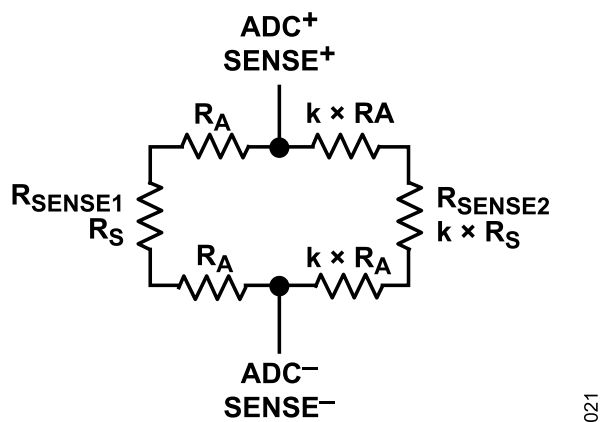 ADC+
SENSE+
RA
k × RA
RSENSE1
RS
RSENSE2
k × RS
RA
k × RA
ADC–
SENSE–
021